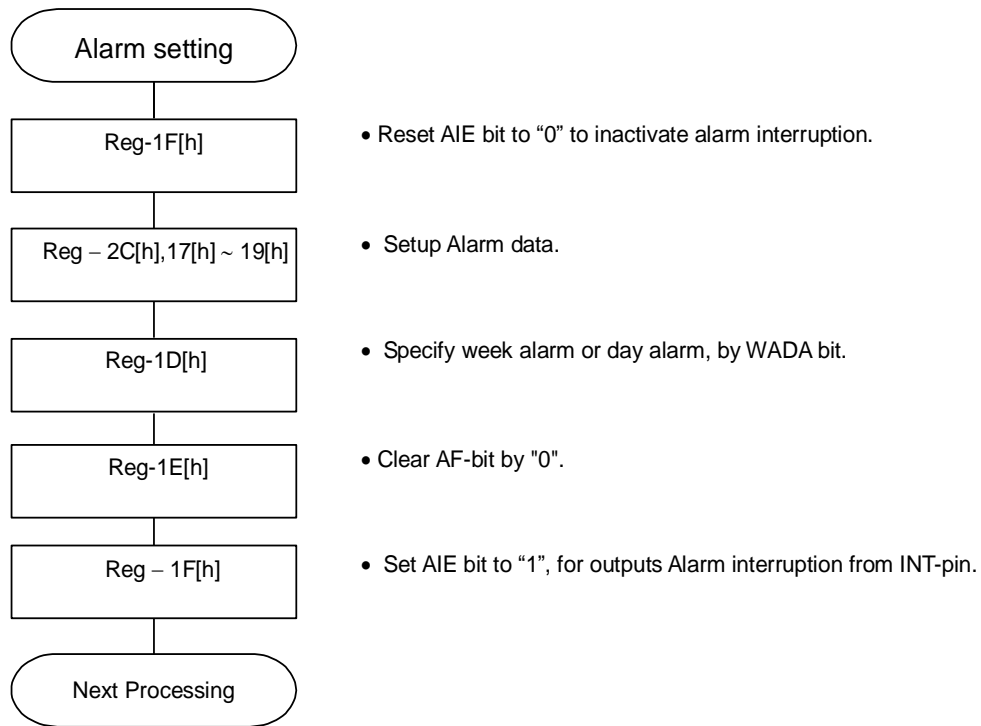 Alarm setting
Reg-1F[h]
• Reset AIE bit to “0” to inactivate alarm interruption.
Reg – 2C[h],17[h] ~ 19[h]
• Setup Alarm data.
Reg-1D[h]
• Specify week alarm or day alarm, by WADA bit.
Reg-1E[h]
• Clear AF-bit by "0".
Reg – 1F[h]
• Set AIE bit to “1”, for outputs Alarm interruption from INT-pin.
Next Processing